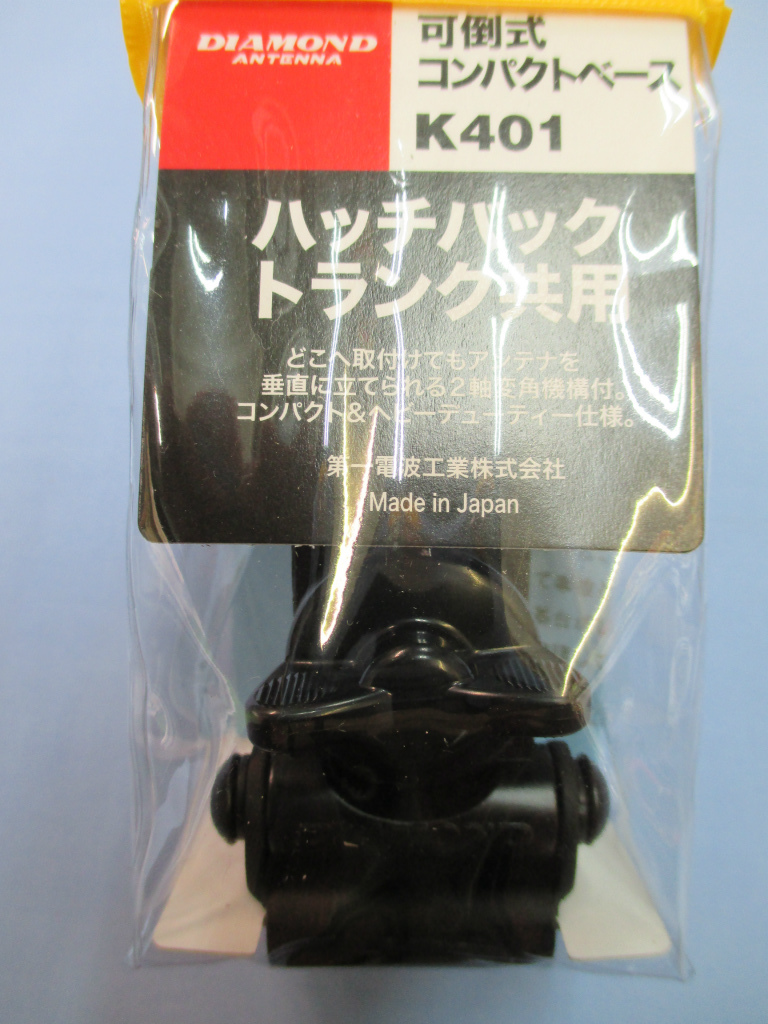 DIAMOND
ANTENNA
可倒式
コンパクトベース
K401
ハッチバック
トランク共用
どこへ取付けてもアンテナを
垂直に立てられる2軸変角機構付。
コンパクト&ヘビーデューティー仕様。
第一電波工業株式会社
Made in Japan